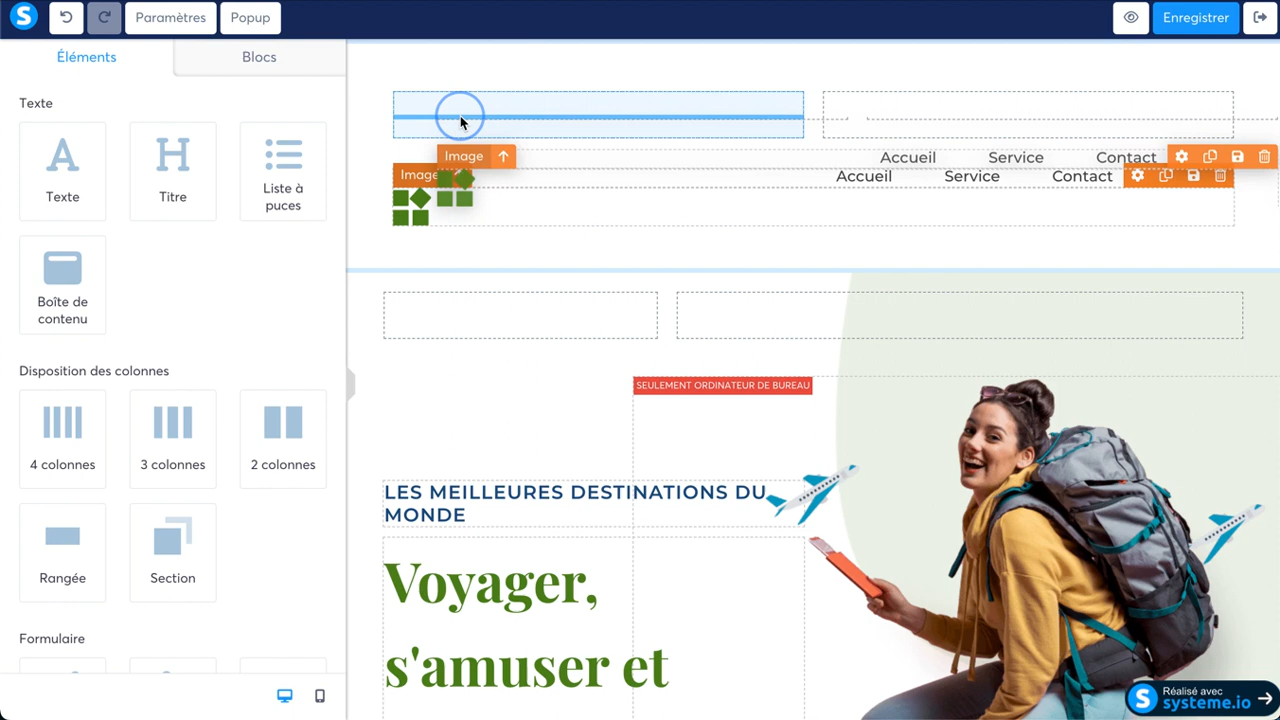 S
Paramètres
Popup
Enregistrer
Éléments
Blocs
Texte
Texte
Titre
Liste à
puces
Boîte de
contenu
Disposition des colonnes
4 colonnes
3 colonnes
2 colonnes
Rangée
Section
Formulaire
Image
Accueil
Service
Contact
Image
Accueil
Service
Contact
SEULEMENT ORDINATEUR DE BUREAU
LES MEILLEURES DESTINATIONS DU
MONDE
Voyager,
s'amuser et
S
Réalisé avec
systeme.io